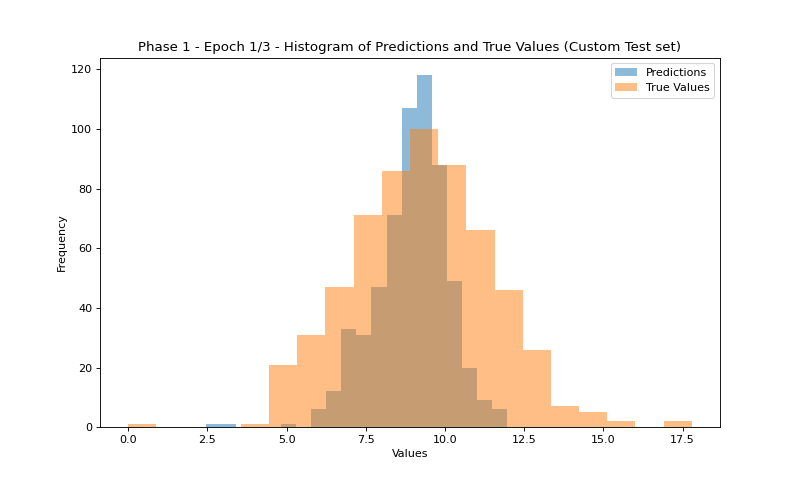 Phase 1 - Epoch 1/3 - Histogram of Predictions and True Values (Custom Test set)
Predictions
True Values
120
100
80
60
40
20
0
Frequency
0.0 2.5 5.0 7.5 10.0 12.5 15.0 17.5
Values